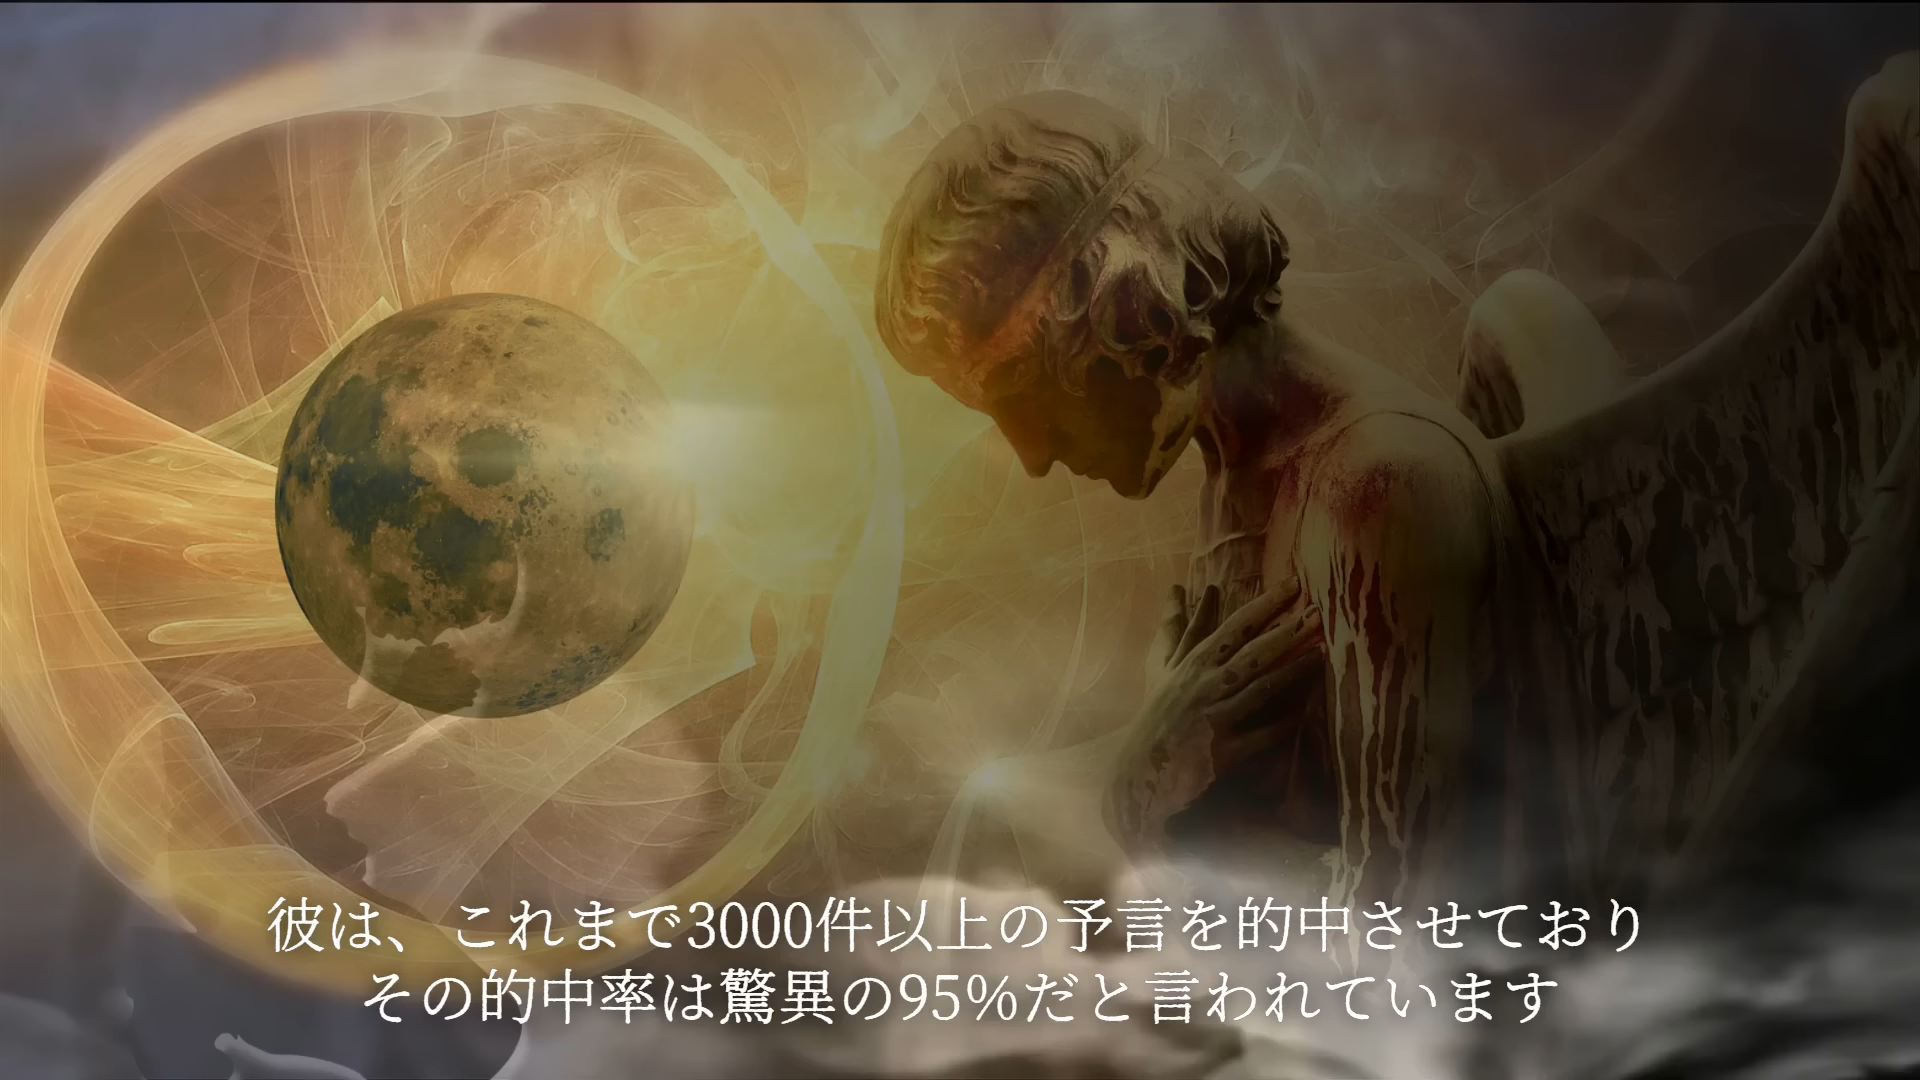 彼は、これまで3000件以上の予言を的中させており
その的中率は驚異の95%だと言われています